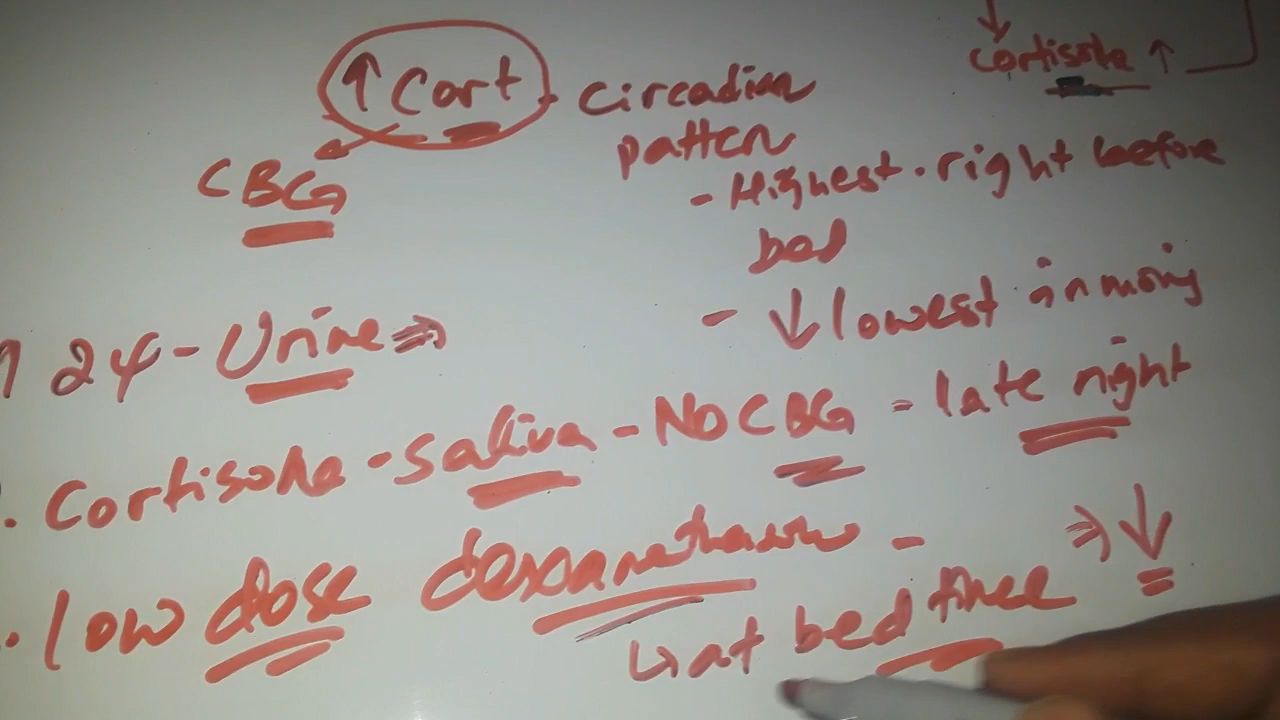 ↓
cortisole ↑
↑ Cort - circadian
pattern
CBG
- Highest . right before
bed
- ↓ lowest in morning
24 - Urine ⇒
. Cortisole - saliva - NO CBG = late night
. low dose -
⇒ ↓
↳ at bed time